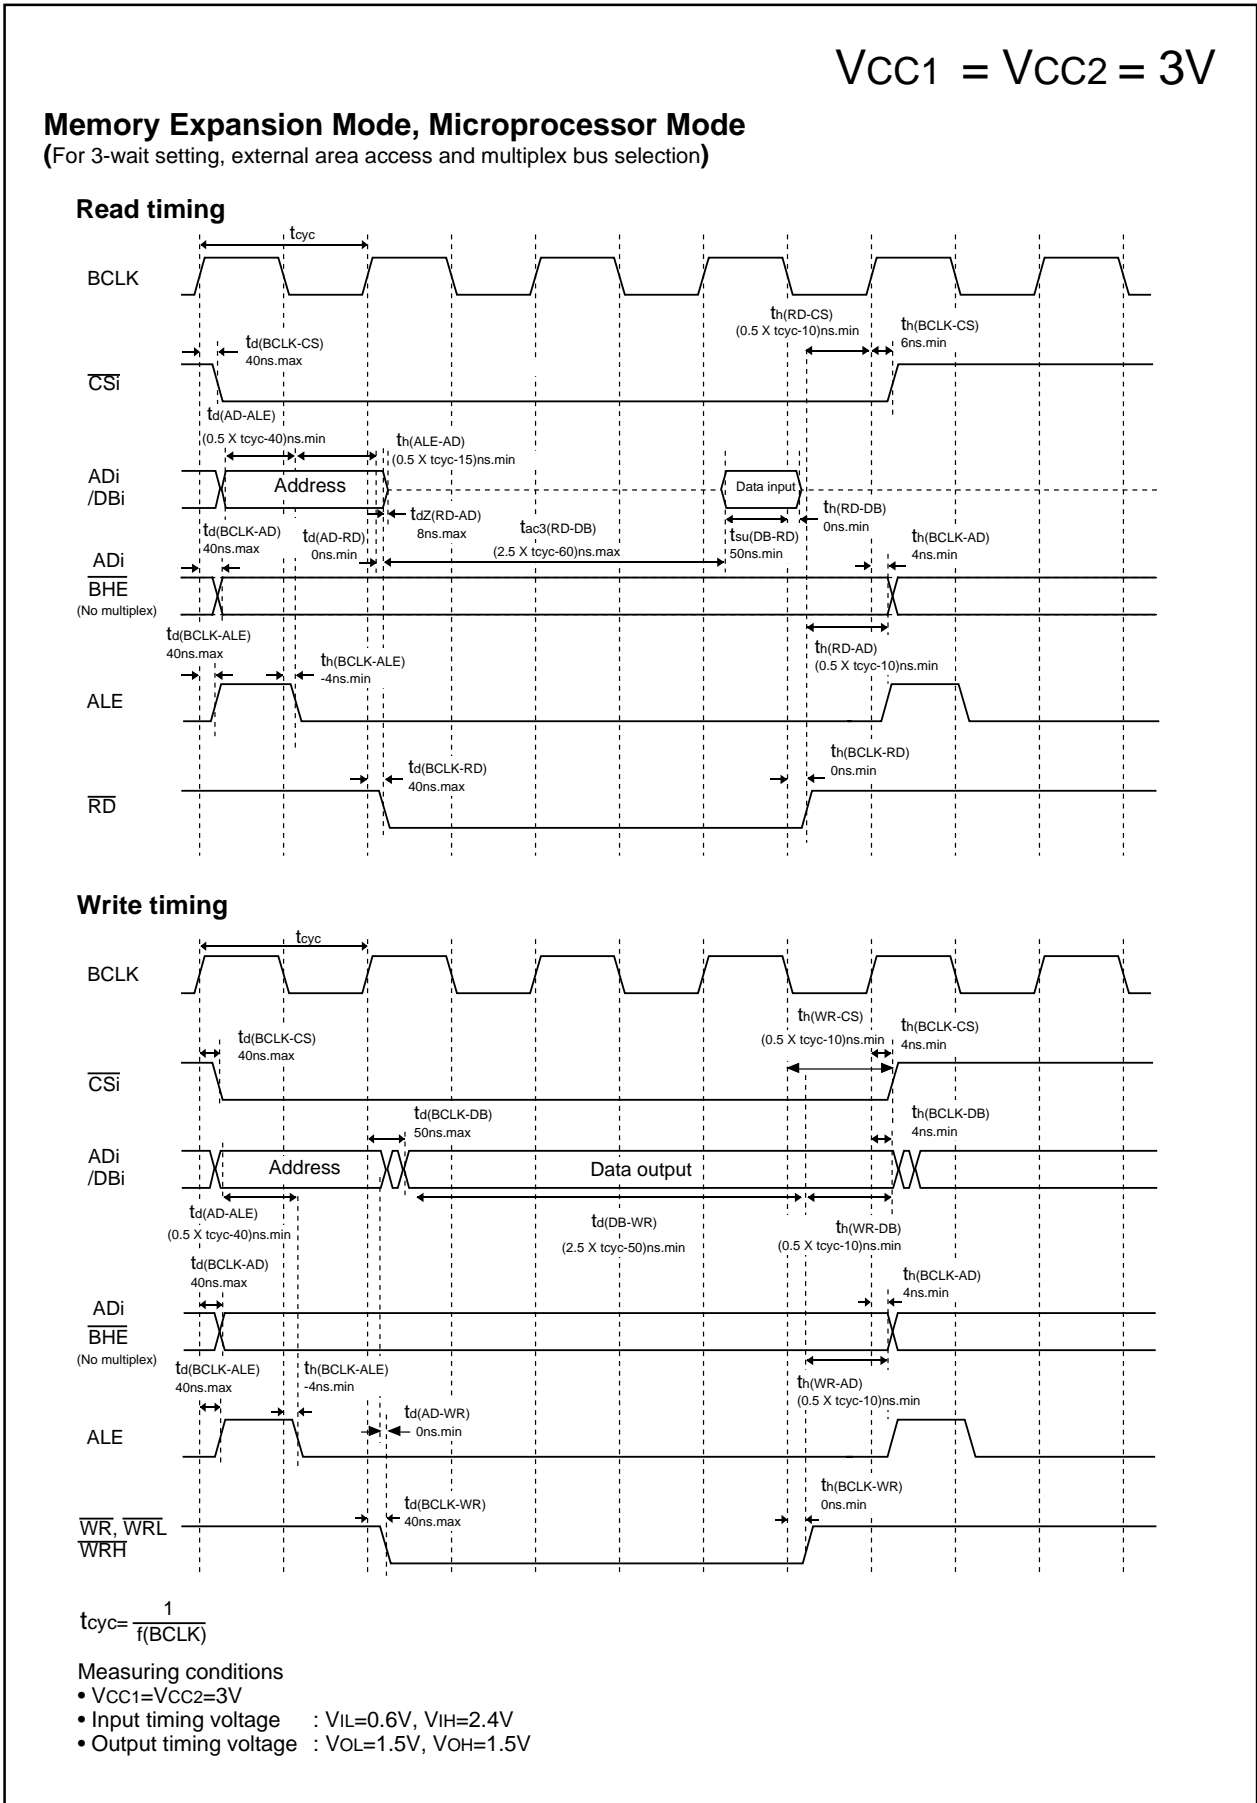 VCC1 = VCC2 = 3V
Memory Expansion Mode, Microprocessor Mode
(For 3-wait setting, external area access and multiplex bus selection)
Read timing
tcyc
BCLK
th(RD-CS)
(0.5 X tcyc-10)ns.min
th(BCLK-CS)
6ns.min
td(BCLK-CS)
40ns.max
CSi
td(AD-ALE)
(0.5 X tcyc-40)ns.min
th(ALE-AD)
(0.5 X tcyc-15)ns.min
ADi
/DBi
Address
Data input
tdZ(RD-AD)
8ns.max
th(RD-DB)
0ns.min
td(BCLK-AD)
40ns.max
td(AD-RD)
0ns.min
tac3(RD-DB)
(2.5 X tcyc-60)ns.max
tsu(DB-RD)
50ns.min
th(BCLK-AD)
4ns.min
ADi
BHE
(No multiplex)
td(BCLK-ALE)
40ns.max
th(BCLK-ALE)
-4ns.min
th(RD-AD)
(0.5 X tcyc-10)ns.min
ALE
td(BCLK-RD)
40ns.max
th(BCLK-RD)
0ns.min
RD
Write timing
tcyc
BCLK
th(WR-CS)
(0.5 X tcyc-10)ns.min
th(BCLK-CS)
4ns.min
td(BCLK-CS)
40ns.max
CSi
td(BCLK-DB)
50ns.max
th(BCLK-DB)
4ns.min
ADi
/DBi
Address
Data output
td(AD-ALE)
(0.5 X tcyc-40)ns.min
td(DB-WR)
(2.5 X tcyc-50)ns.min
th(WR-DB)
(0.5 X tcyc-10)ns.min
td(BCLK-AD)
40ns.max
th(BCLK-AD)
4ns.min
ADi
BHE
(No multiplex)
td(BCLK-ALE)
40ns.max
th(BCLK-ALE)
-4ns.min
th(WR-AD)
(0.5 X tcyc-10)ns.min
td(AD-WR)
0ns.min
ALE
td(BCLK-WR)
40ns.max
th(BCLK-WR)
0ns.min
WR, WRL
WRH
tcyc= 1
f(BCLK)
Measuring conditions
• VCC1=VCC2=3V
• Input timing voltage : VIL=0.6V, VIH=2.4V
• Output timing voltage : VOL=1.5V, VOH=1.5V